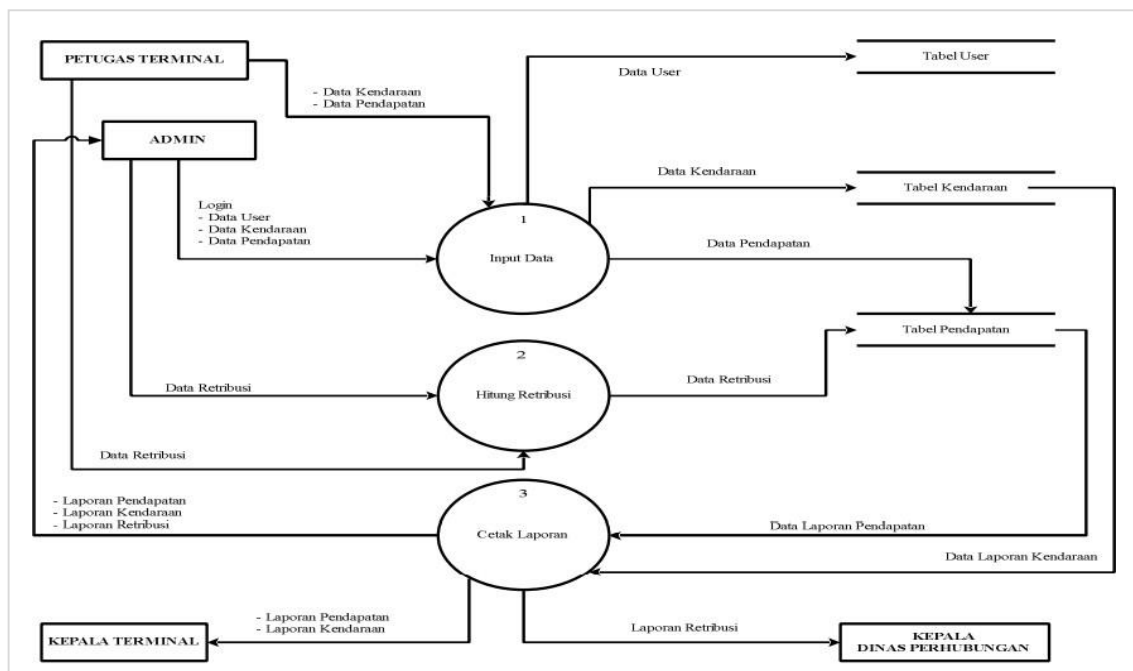 PETUGAS TERMINAL
Tabel User
Data User
- Data Kendaraan
- Data Pendapatan
ADMIN
Data Kendaraan
Tabel Kendaraan
Login
- Data User
- Data Kendaraan
- Data Pendapatan
1
Input Data
Data Pendapatan
Tabel Pendapatan
2
Hitung Retribusi
Data Retribusi
Data Retribusi
Data Retribusi
3
Cetak Laporan
- Laporan Pendapatan
- Laporan Kendaraan
- Laporan Retribusi
Data Laporan Pendapatan
Data Laporan Kendaraan
- Laporan Pendapatan
- Laporan Kendaraan
Laporan Retribusi
KEPALA TERMINAL
KEPALA
DINAS PERHUBUNGAN